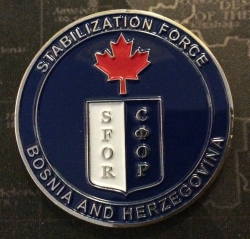 STABILIZATION FORCE
SFOR
СФОР
BOSNIA AND HERZEGOVINA